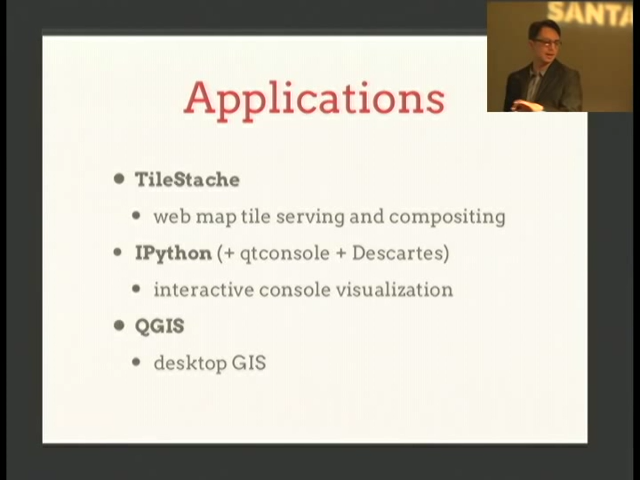 SANTA
Applications
TileStache
web map tile serving and compositing
IPython (+ qtconsole + Descartes)
interactive console visualization
QGIS
desktop GIS